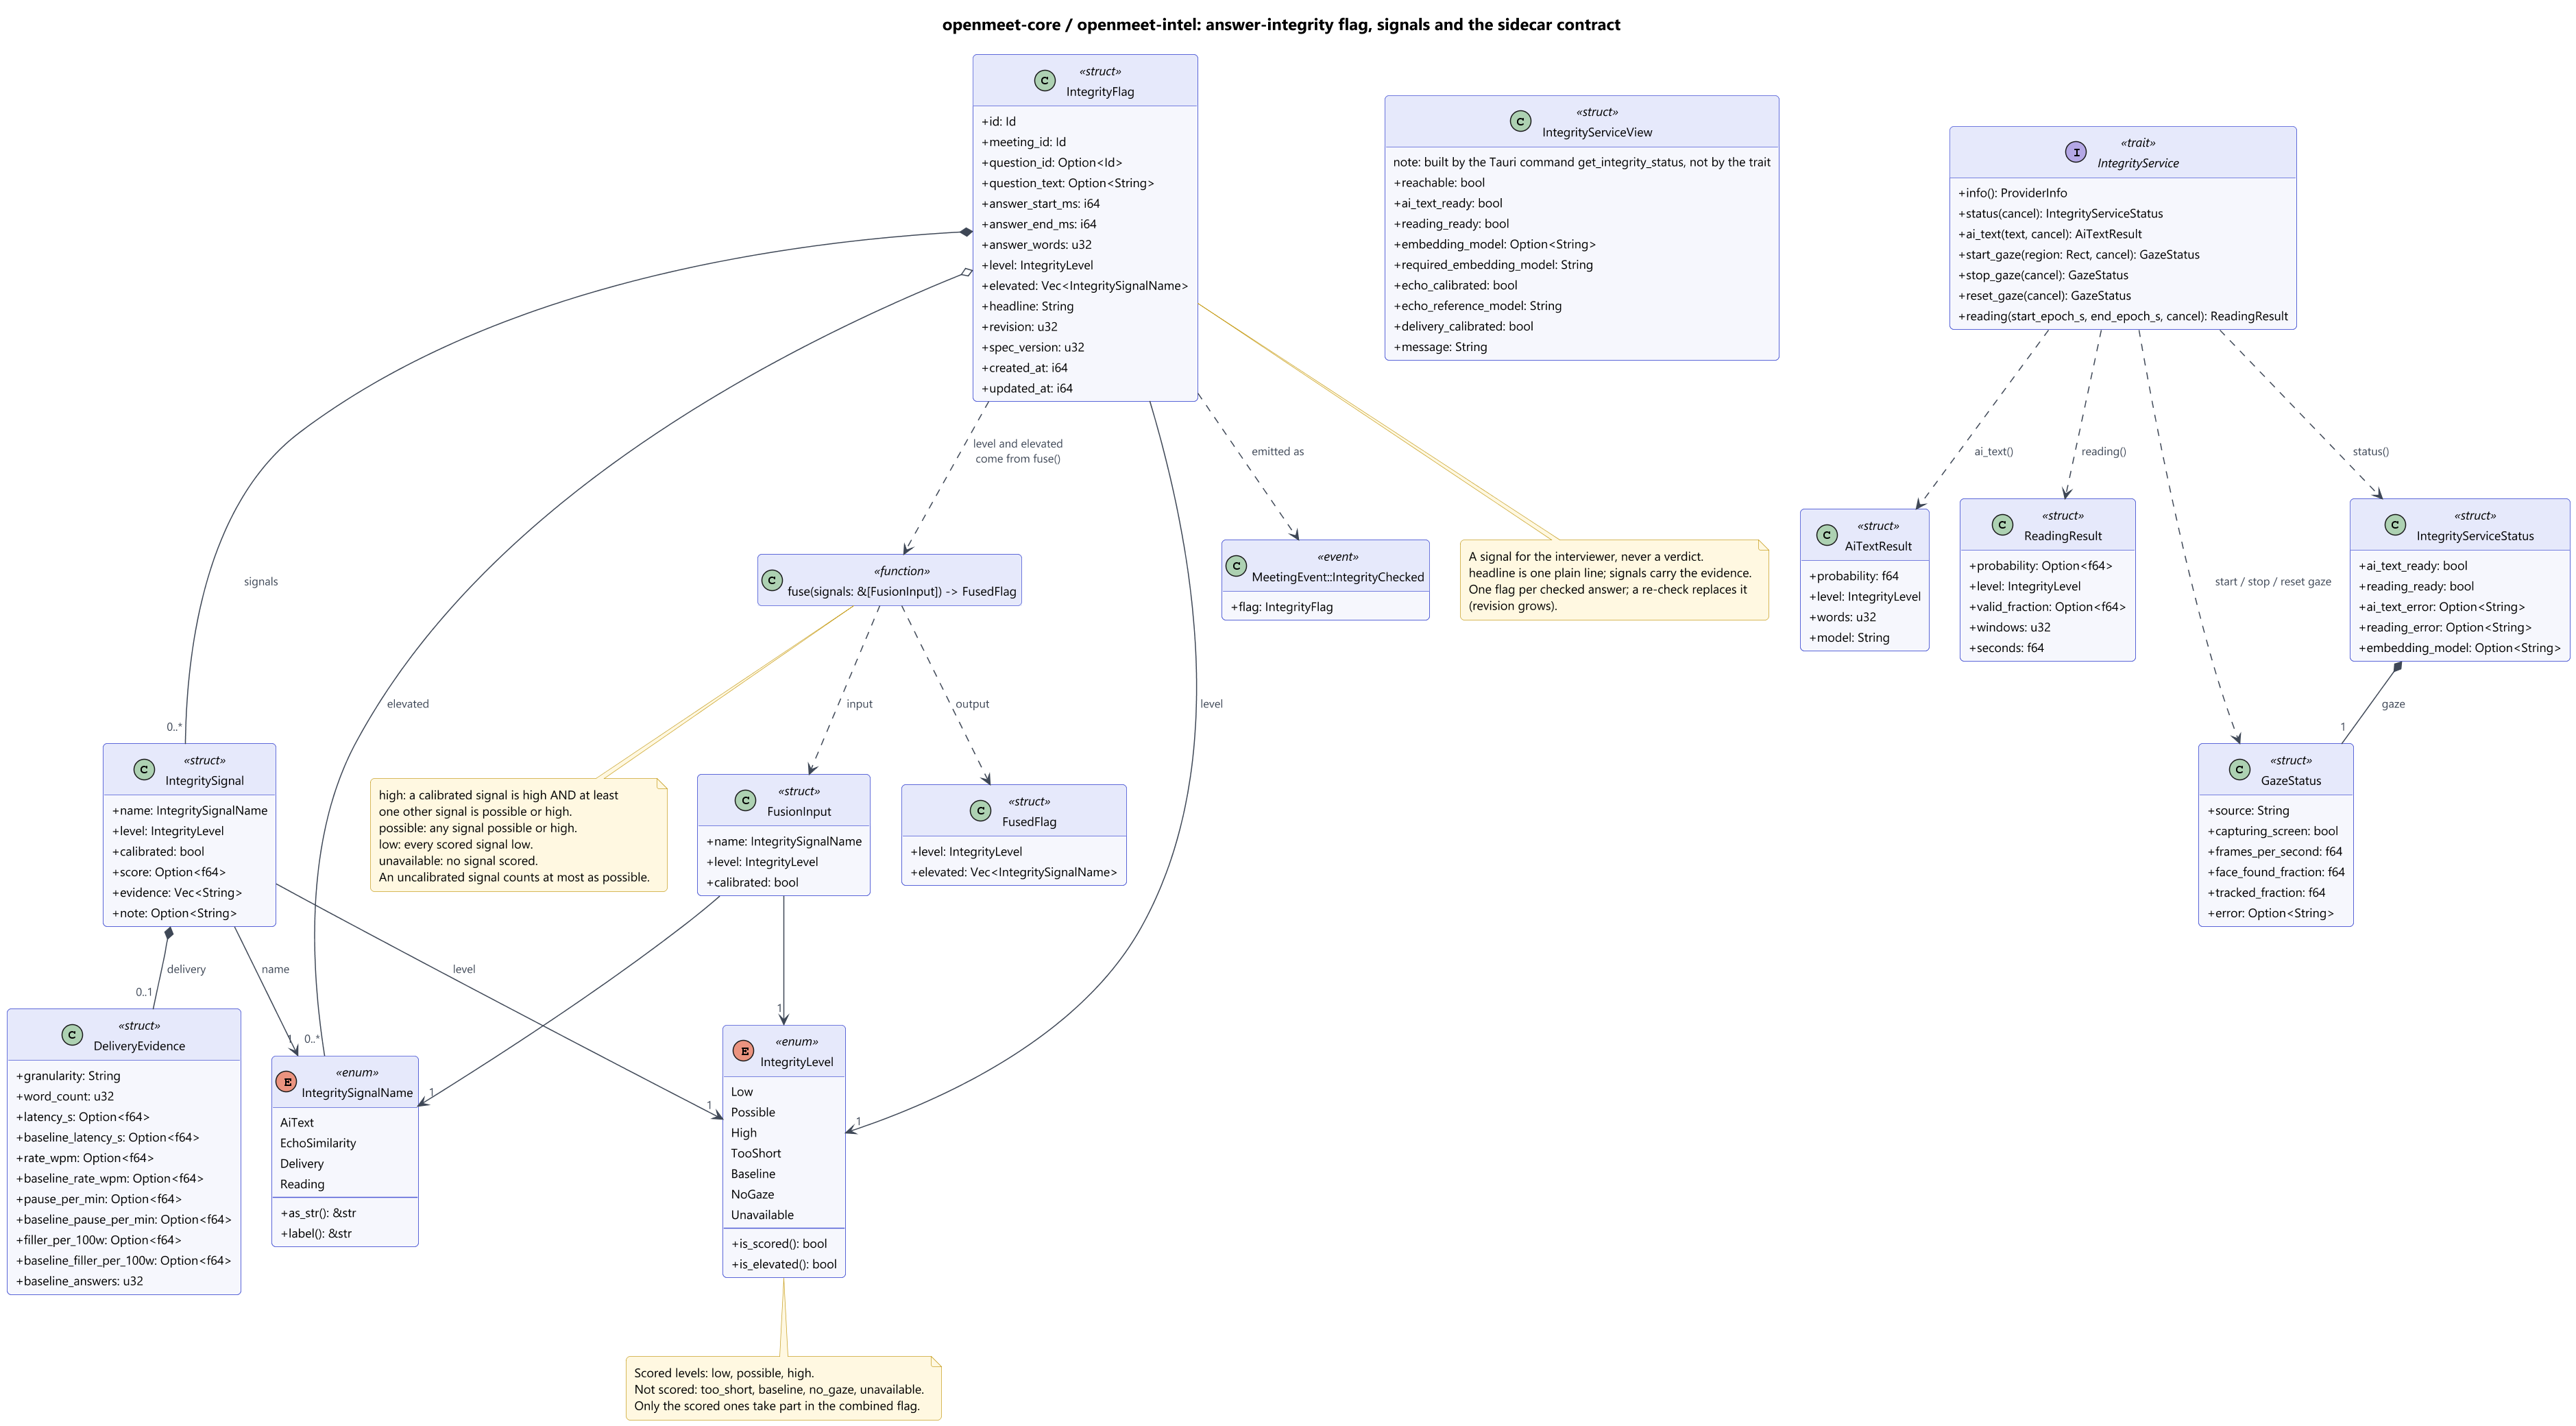 openmeet-core / openmeet-intel: answer-integrity flag, signals and the sidecar contract
C
«struct»
IntegrityFlag
+id: Id
+meeting_id: Id
+question_id: Option<Id>
+question_text: Option<String>
+answer_start_ms: i64
+answer_end_ms: i64
+answer_words: u32
+level: IntegrityLevel
+elevated: Vec<IntegritySignalName>
+headline: String
+revision: u32
+spec_version: u32
+created_at: i64
+updated_at: i64
C
«struct»
IntegrityServiceView
note: built by the Tauri command get_integrity_status, not by the trait
+reachable: bool
+ai_text_ready: bool
+reading_ready: bool
+embedding_model: Option<String>
+required_embedding_model: String
+echo_calibrated: bool
+echo_reference_model: String
+delivery_calibrated: bool
+message: String
I
«trait»
IntegrityService
+info(): ProviderInfo
+status(cancel): IntegrityServiceStatus
+ai_text(text, cancel): AiTextResult
+start_gaze(region: Rect, cancel): GazeStatus
+stop_gaze(cancel): GazeStatus
+reset_gaze(cancel): GazeStatus
+reading(start_epoch_s, end_epoch_s, cancel): ReadingResult
level and elevated
come from fuse()
emitted as
ai_text()
reading()
status()
C
«function»
fuse(signals: &[FusionInput]) -> FusedFlag
C
«event»
MeetingEvent::IntegrityChecked
+flag: IntegrityFlag
A signal for the interviewer, never a verdict.
headline is one plain line; signals carry the evidence.
One flag per checked answer; a re-check replaces it
(revision grows).
C
«struct»
AiTextResult
+probability: f64
+level: IntegrityLevel
+words: u32
+model: String
C
«struct»
ReadingResult
+probability: Option<f64>
+level: IntegrityLevel
+valid_fraction: Option<f64>
+windows: u32
+seconds: f64
start / stop / reset gaze
C
«struct»
IntegrityServiceStatus
+ai_text_ready: bool
+reading_ready: bool
+ai_text_error: Option<String>
+reading_error: Option<String>
+embedding_model: Option<String>
signals
elevated
input
output
level
gaze
0..*
1
C
«struct»
IntegritySignal
+name: IntegritySignalName
+level: IntegrityLevel
+calibrated: bool
+score: Option<f64>
+evidence: Vec<String>
+note: Option<String>
high: a calibrated signal is high AND at least
one other signal is possible or high.
possible: any signal possible or high.
low: every scored signal low.
unavailable: no signal scored.
An uncalibrated signal counts at most as possible.
C
«struct»
FusionInput
+name: IntegritySignalName
+level: IntegrityLevel
+calibrated: bool
C
«struct»
FusedFlag
+level: IntegrityLevel
+elevated: Vec<IntegritySignalName>
C
«struct»
GazeStatus
+source: String
+capturing_screen: bool
+frames_per_second: f64
+face_found_fraction: f64
+tracked_fraction: f64
+error: Option<String>
delivery
name
level
0..1
1
0..*
1
1
1
1
C
«struct»
DeliveryEvidence
+granularity: String
+word_count: u32
+latency_s: Option<f64>
+baseline_latency_s: Option<f64>
+rate_wpm: Option<f64>
+baseline_rate_wpm: Option<f64>
+pause_per_min: Option<f64>
+baseline_pause_per_min: Option<f64>
+filler_per_100w: Option<f64>
+baseline_filler_per_100w: Option<f64>
+baseline_answers: u32
E
«enum»
IntegritySignalName
AiText
EchoSimilarity
Delivery
Reading
+as_str(): &str
+label(): &str
E
«enum»
IntegrityLevel
Low
Possible
High
TooShort
Baseline
NoGaze
Unavailable
+is_scored(): bool
+is_elevated(): bool
Scored levels: low, possible, high.
Not scored: too_short, baseline, no_gaze, unavailable.
Only the scored ones take part in the combined flag.